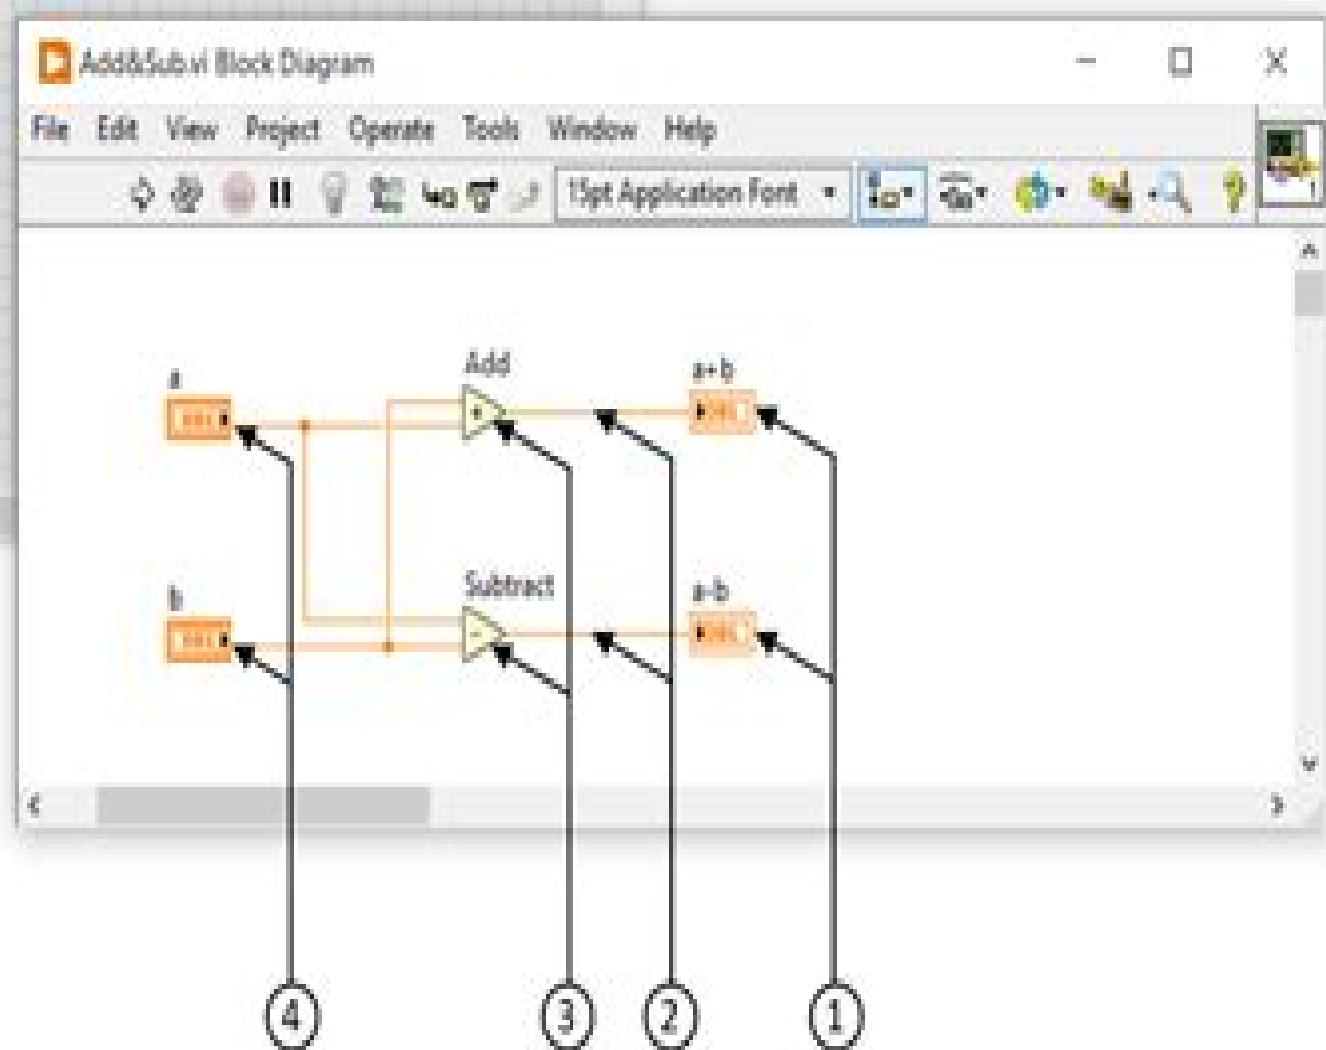 Add&Sub.vi Block Diagram
File Edit View Project Operate Tools Window Help
15pt Application Font
a
Add
a+b
b
Subtract
a-b
4 3 2 1